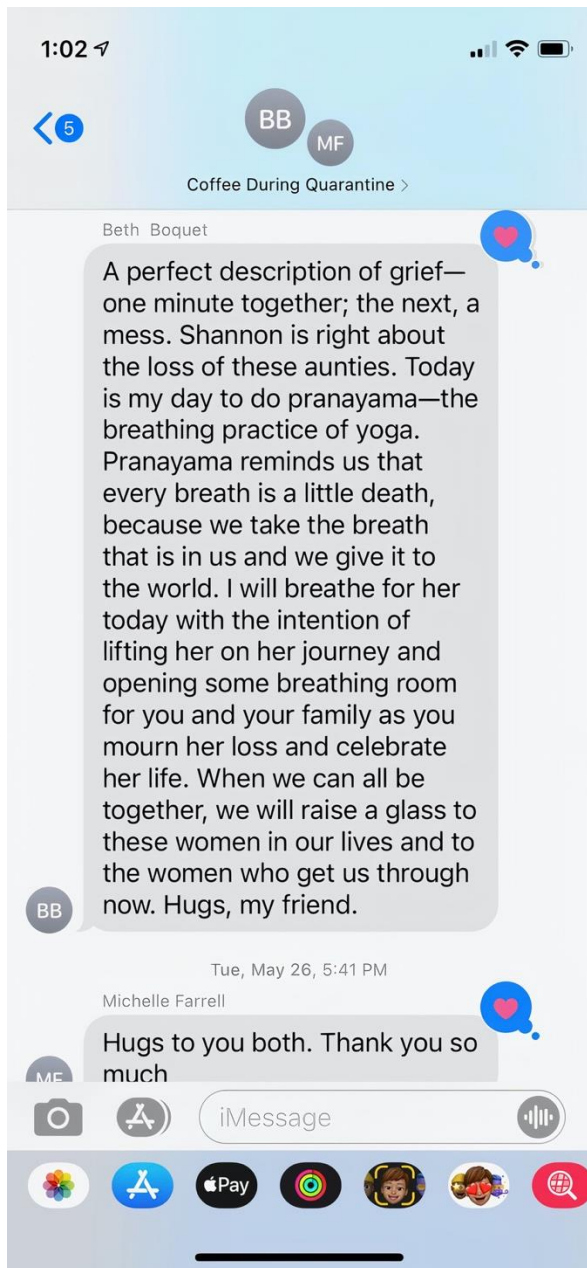 1:02
5
BB
MF
Coffee During Quarantine >
Beth Boquet
A perfect description of grief—
one minute together; the next, a
mess. Shannon is right about
the loss of these aunties. Today
is my day to do pranayama—the
breathing practice of yoga.
Pranayama reminds us that
every breath is a little death,
because we take the breath
that is in us and we give it to
the world. I will breathe for her
today with the intention of
lifting her on her journey and
opening some breathing room
for you and your family as you
mourn her loss and celebrate
her life. When we can all be
together, we will raise a glass to
these women in our lives and to
the women who get us through
now. Hugs, my friend.
BB
Tue, May 26, 5:41 PM
Michelle Farrell
Hugs to you both. Thank you so
much
MF
iMessage
Pay